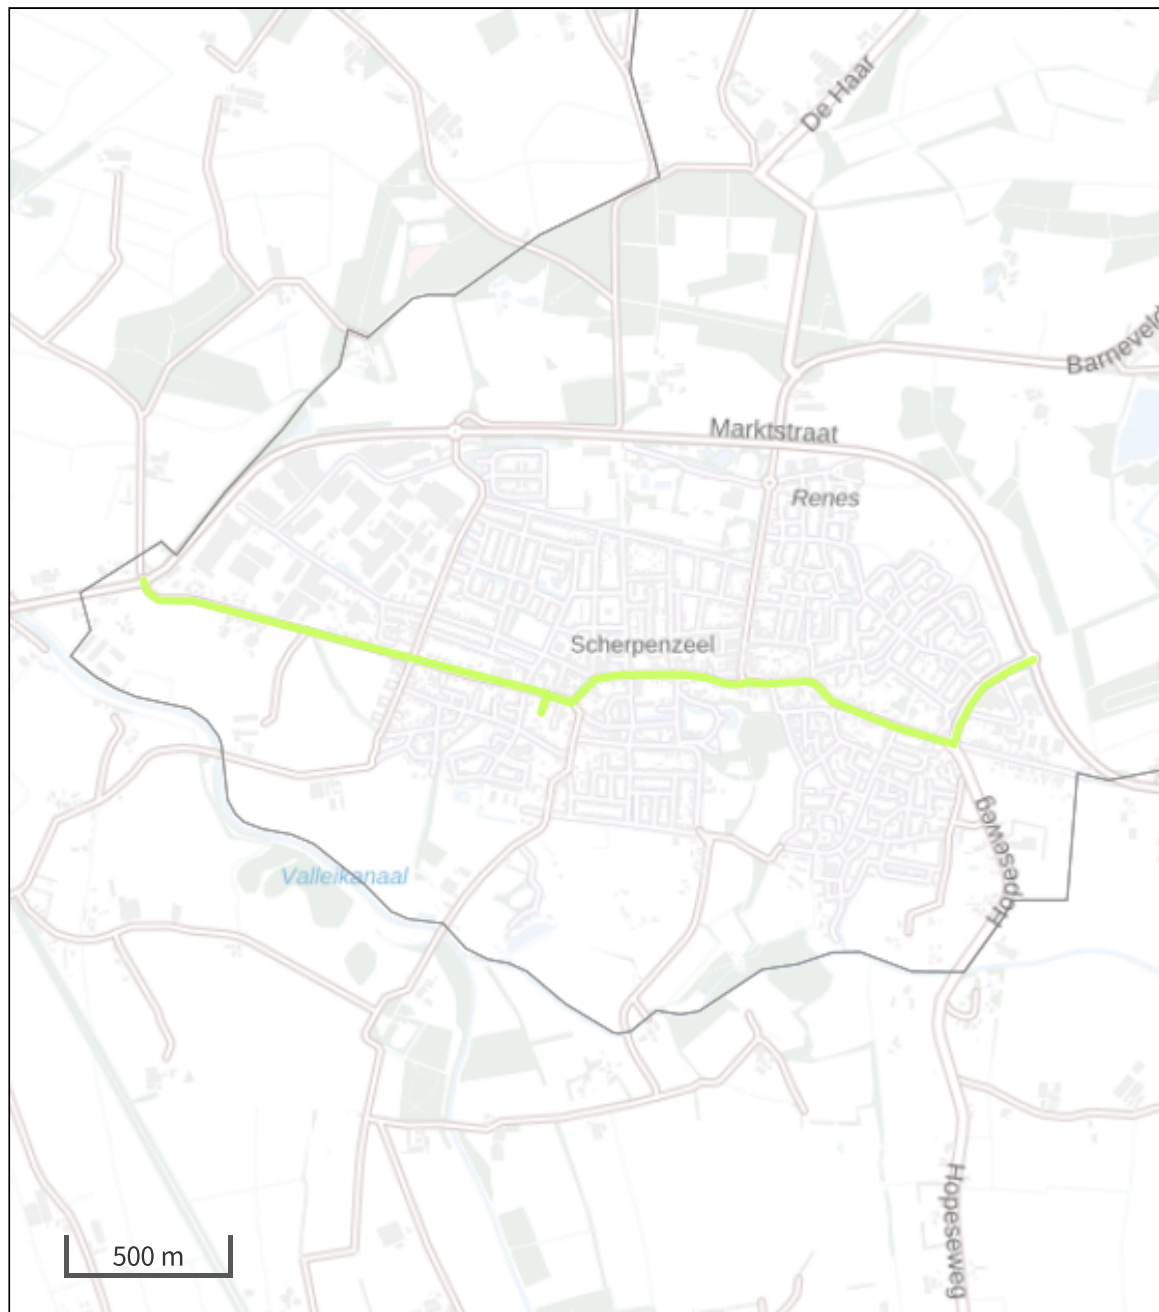 De Haar
Barneveld
Marktstraat
Renes
Scherpenzeel
Hopeseweg
Valleikanaal
Hopeseweg
500 m